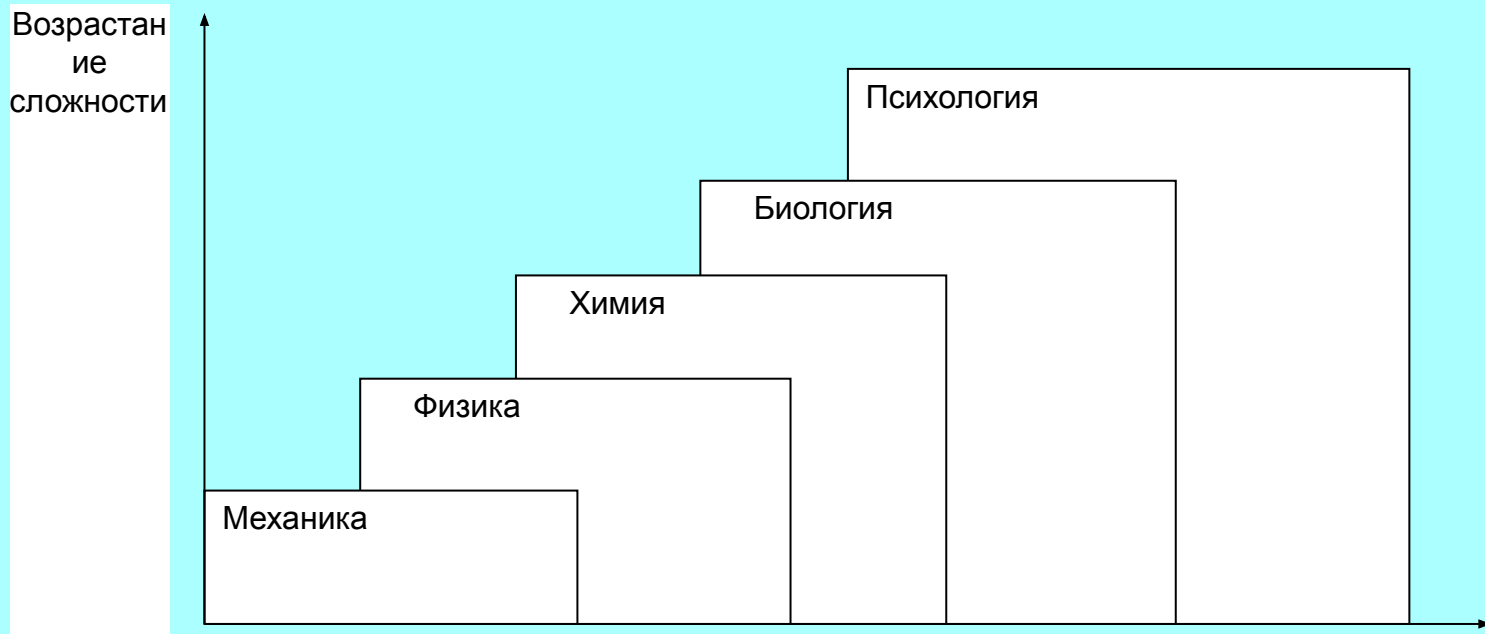 Возрастан
ие
сложности
Психология
Биология
Химия
Физика
Механика